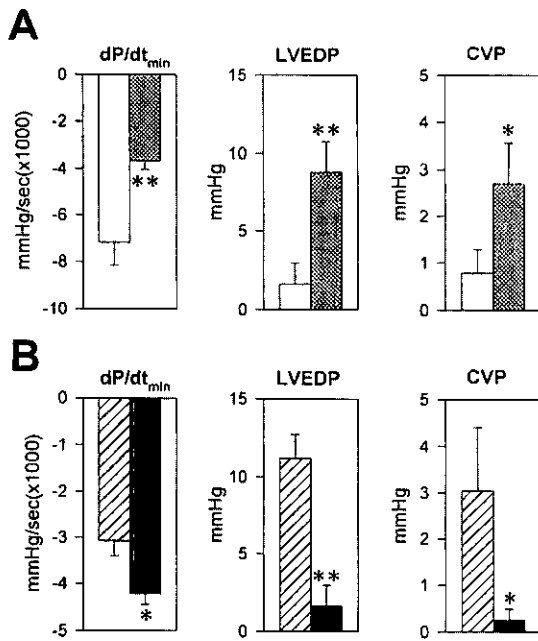 A
dP/dtmin
LVEDP
CVP
mmHg/sec(x1000)
0
-2
-4
-6
-8
-10
**
mmHg
15
10
5
0
**
mmHg
5
4
3
2
1
0
*
B
dP/dtmin
LVEDP
CVP
mmHg/sec(x1000)
0
-1
-2
-3
-4
-5
*
mmHg
15
10
5
0
**
mmHg
5
4
3
2
1
0
*